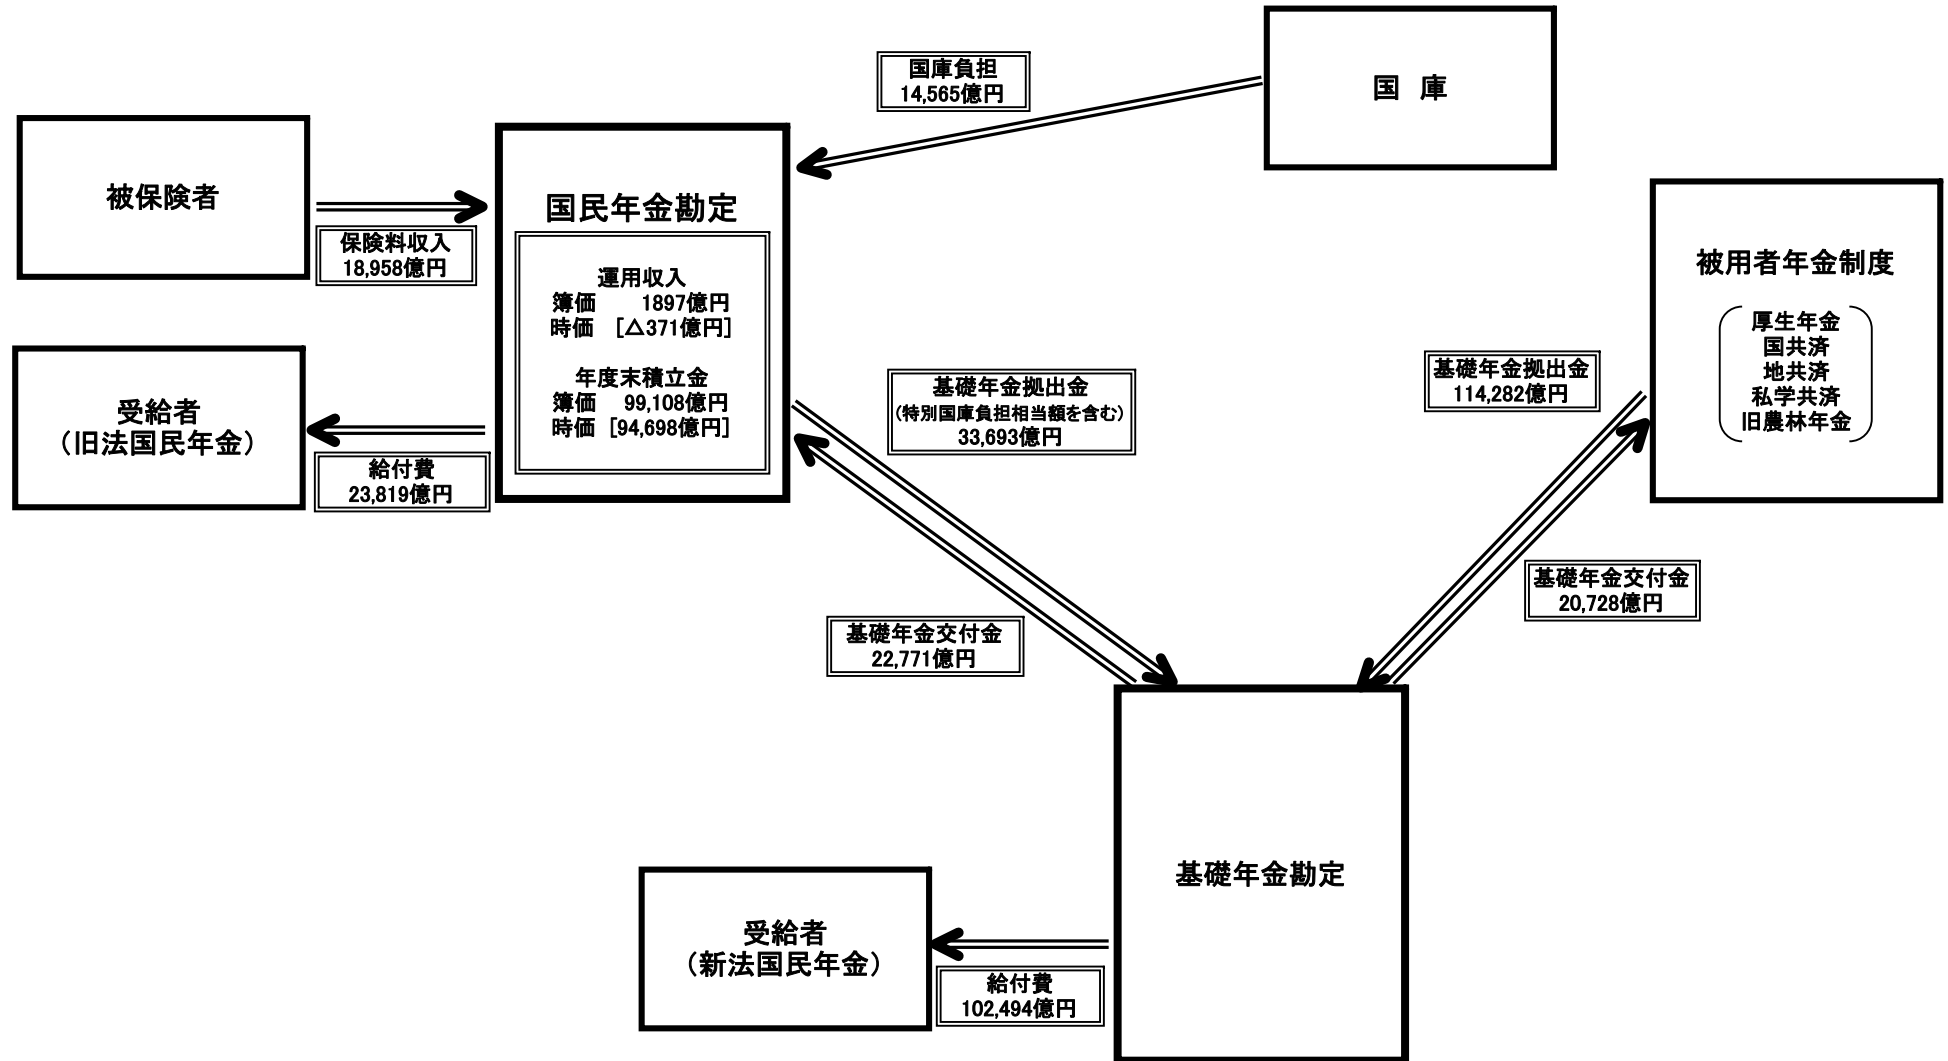 国庫負担
14,565億円
国 庫
被保険者
保険料収入
18,958億円
国民年金勘定
運用収入
簿価 1897億円
時価 [△371億円]
年度末積立金
簿価 99,108億円
時価 [94,698億円]
受給者
（旧法国民年金）
給付費
23,819億円
基礎年金拠出金
（特別国庫負担相当額を含む）
33,693億円
基礎年金交付金
22,771億円
被用者年金制度
厚生年金
国共済
地共済
私学共済
旧農林年金
基礎年金拠出金
114,282億円
基礎年金交付金
20,728億円
基礎年金勘定
受給者
（新法国民年金）
給付費
102,494億円